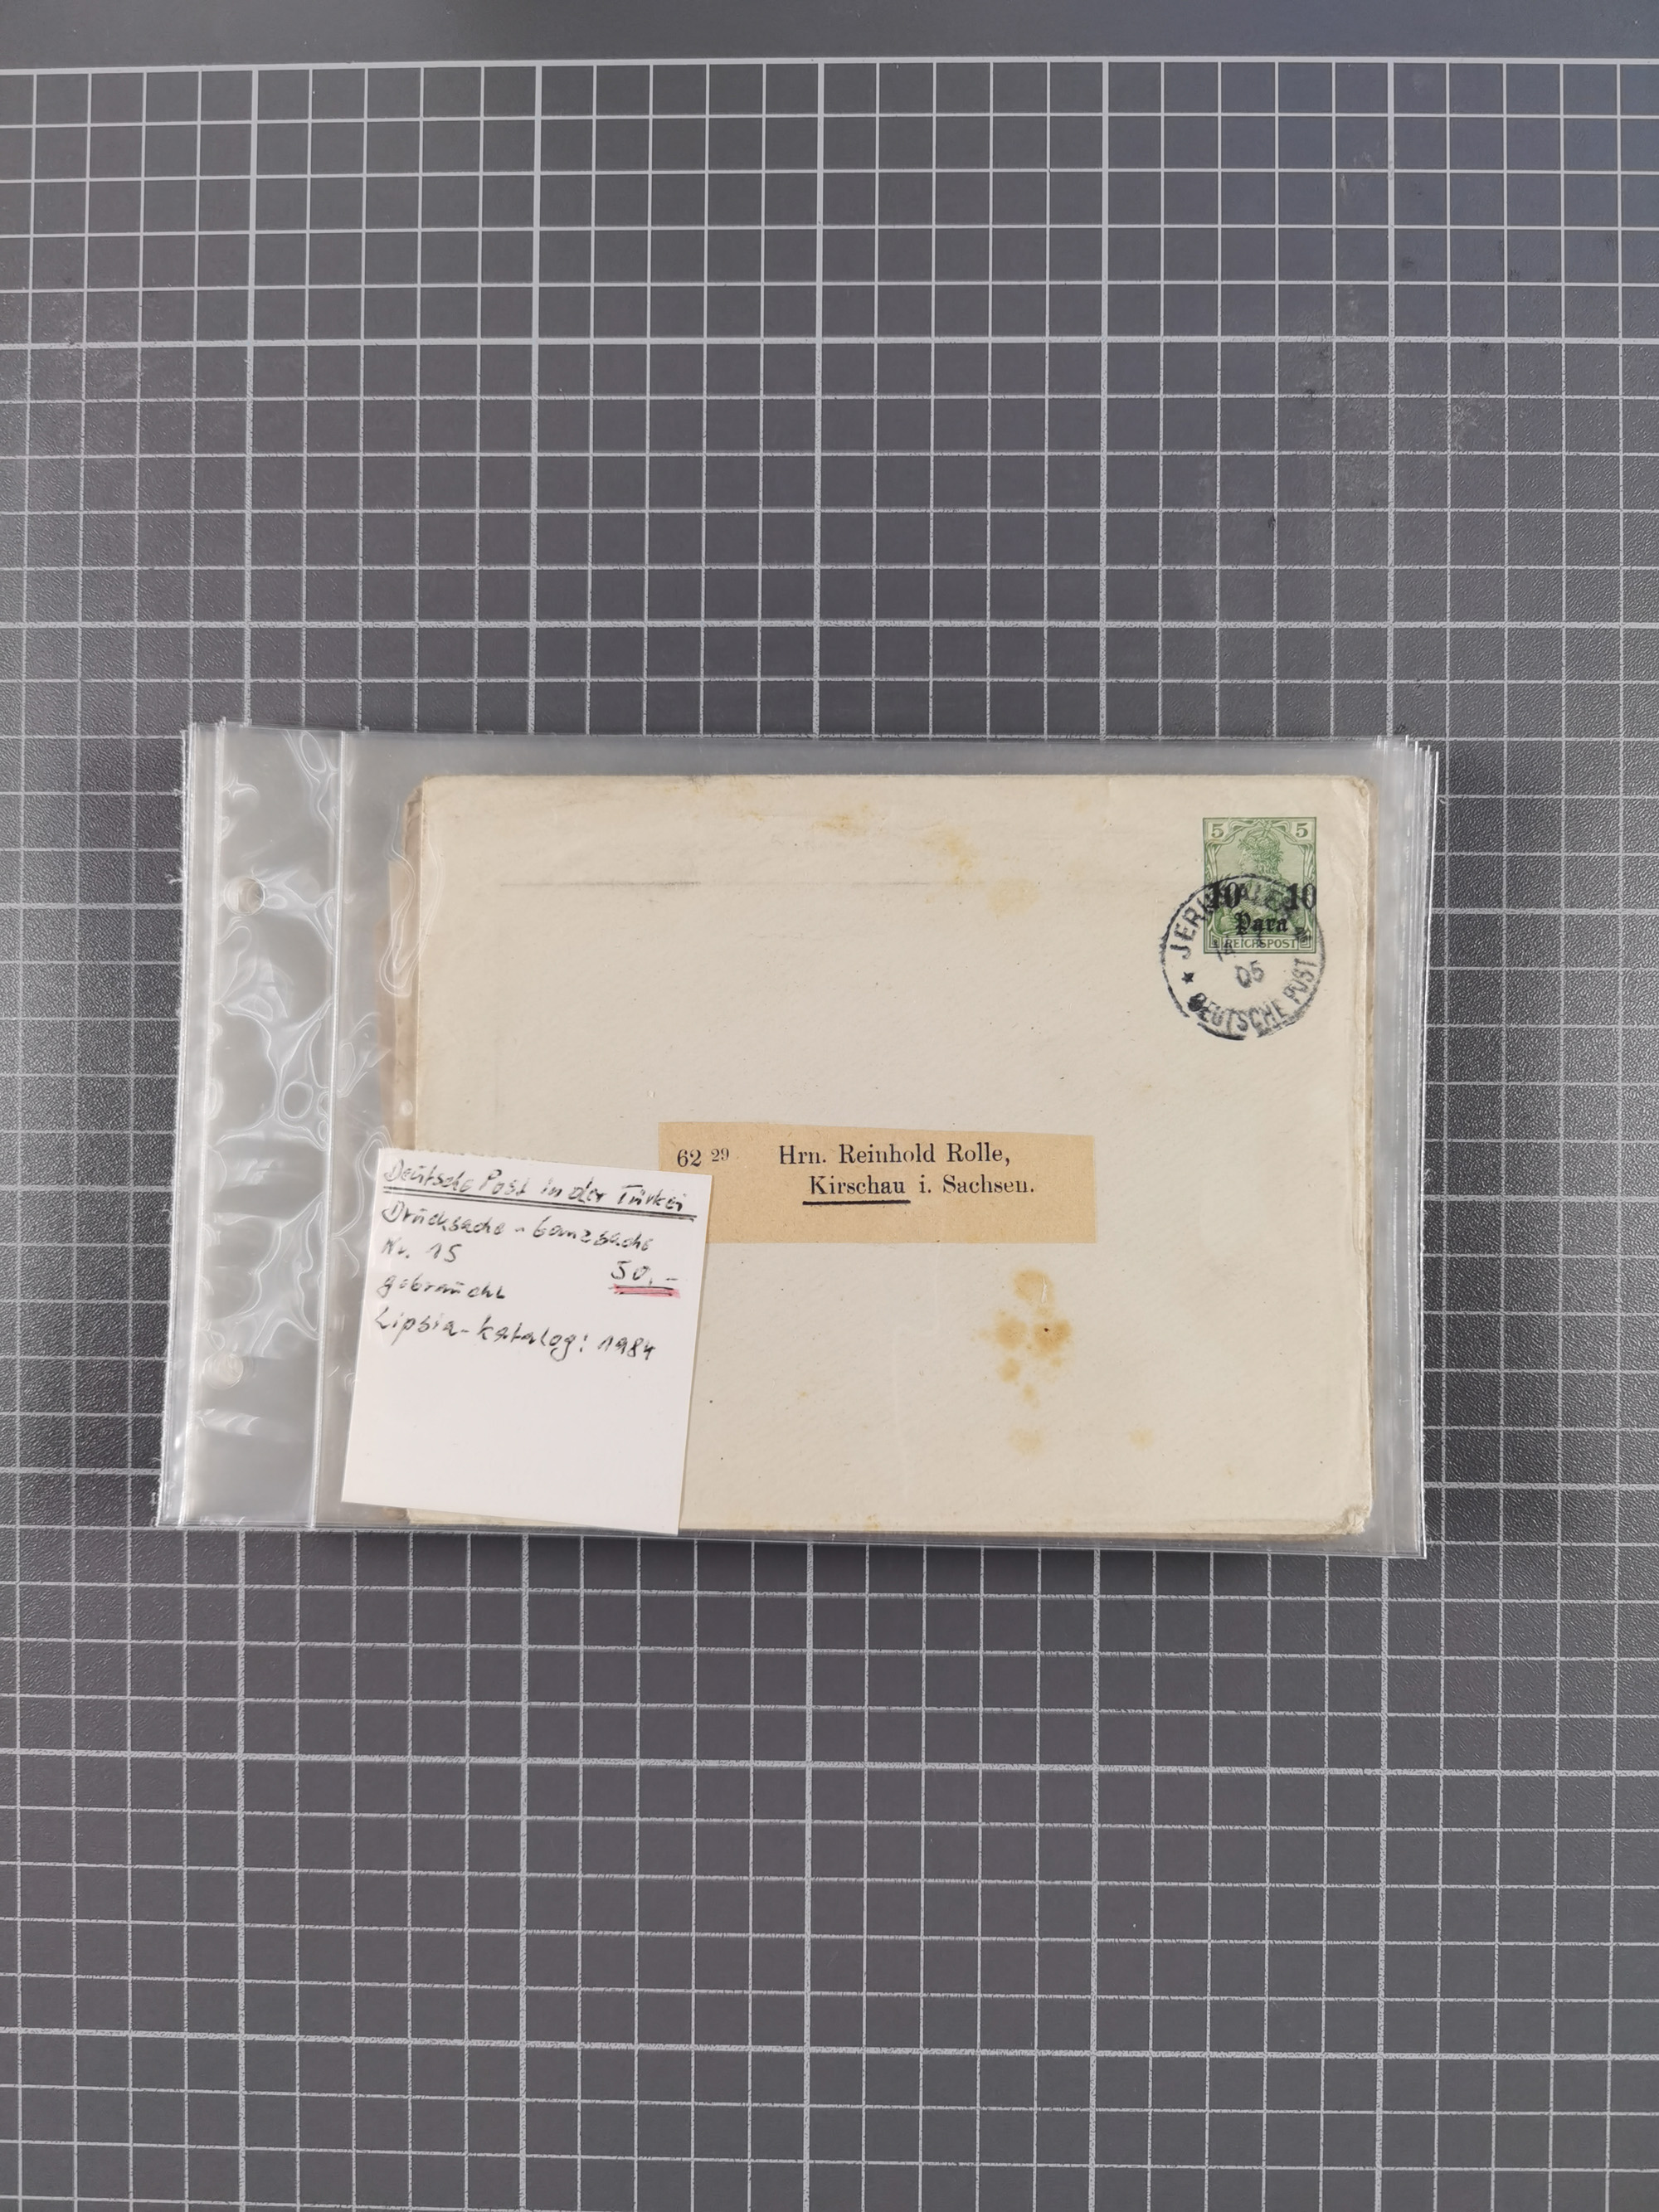 5 5
10 10
Para
REICHSPOST
05
DEUTSCHE POST
62 29 Hrn. Reinhold Rolle,
Kirschau i. Sachsen.
Deutsche Post in der Türkei
Drucksache - Ganzsache
Nr. 15
50.-
gebraucht
Lipsia-Katalog: 1984